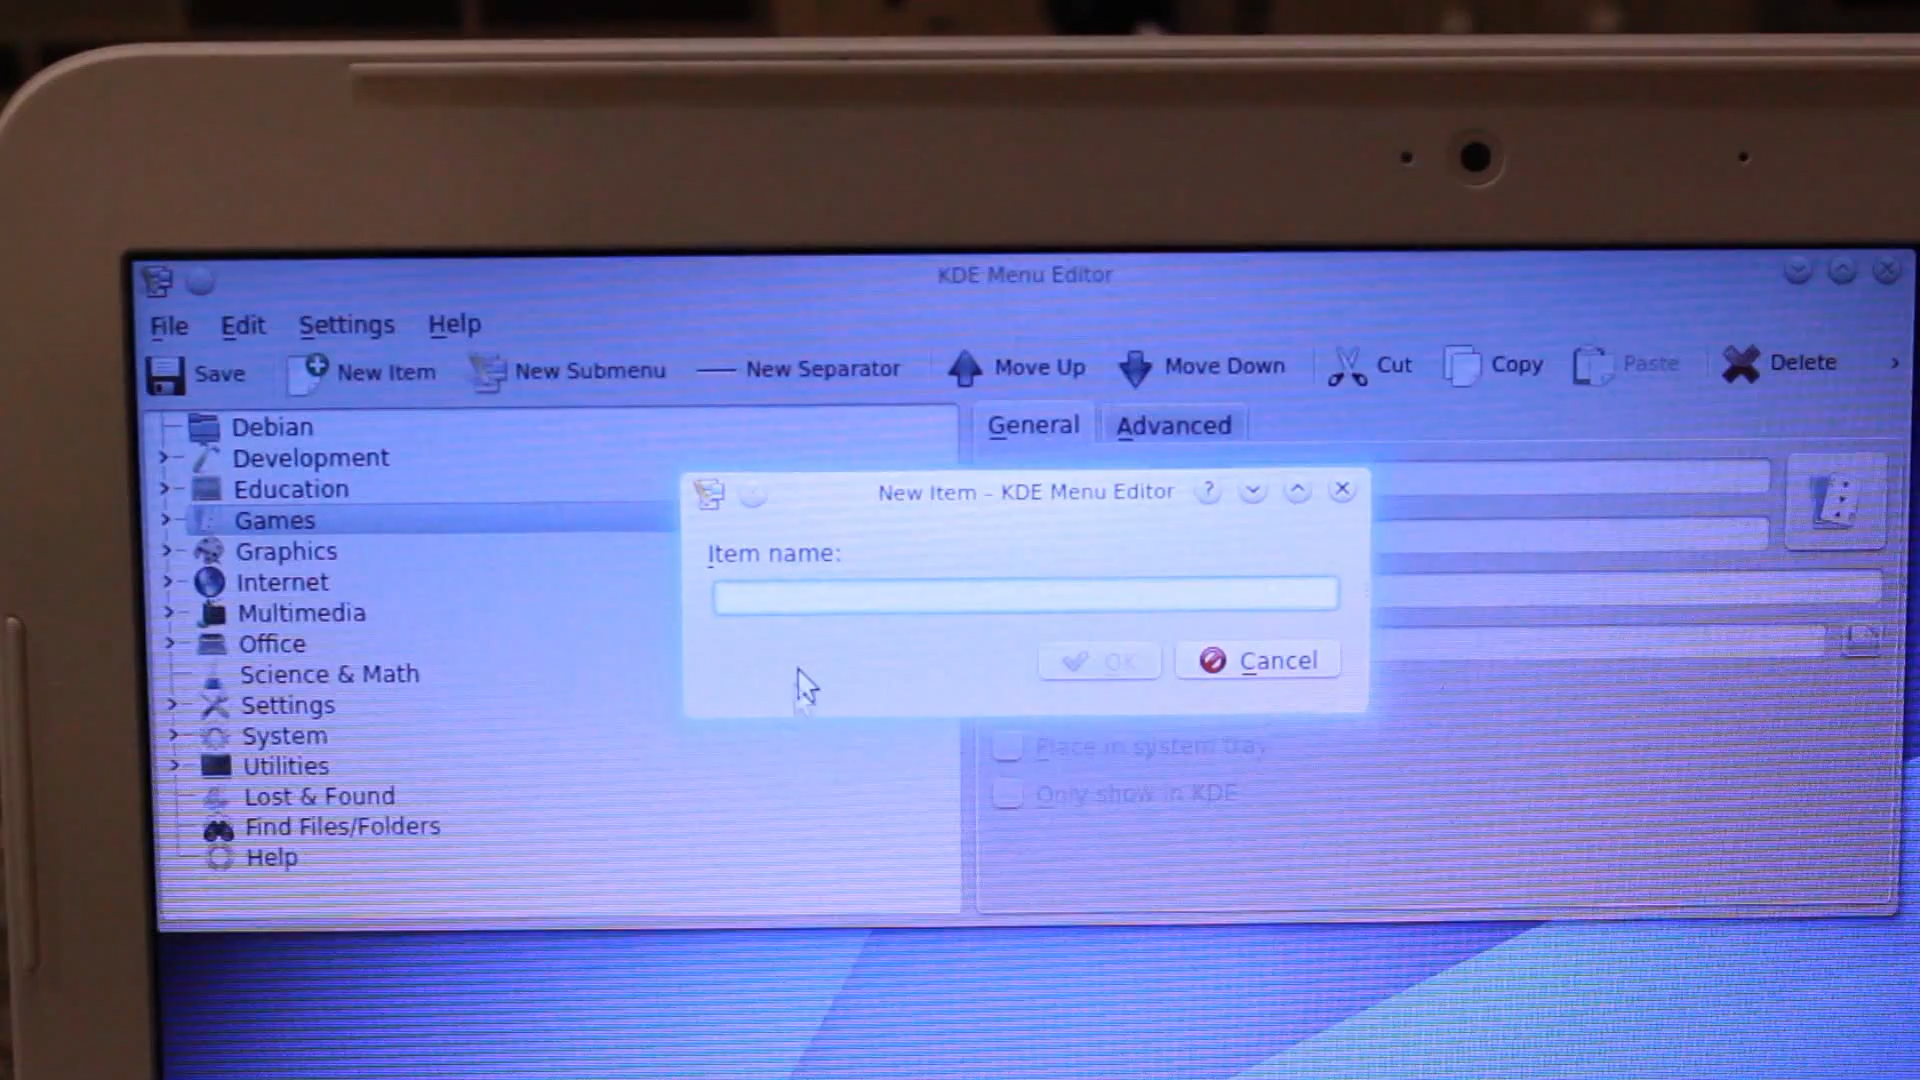 KDE Menu Editor
File Edit Settings Help
Save New Item New Submenu New Separator Move Up Move Down Cut Copy Paste Delete
General Advanced
Debian
Development
Education
Games
Graphics
Internet
Multimedia
Office
Science & Math
Settings
System
Utilities
Lost & Found
Find Files/Folders
Help
New Item – KDE Menu Editor
Item name:
OK Cancel
Place in system tray
Only show in KDE